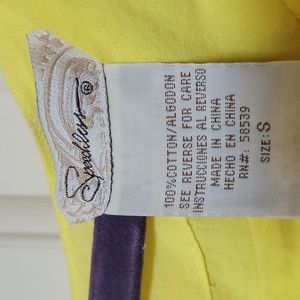 Speechless
®
100%COTTON/ALGODON
SEE REVERSE FOR CARE
INSTRUCCIONES AL REVERSO
MADE IN CHINA
HECHO EN CHINA
RN#: 58539
SIZE: S